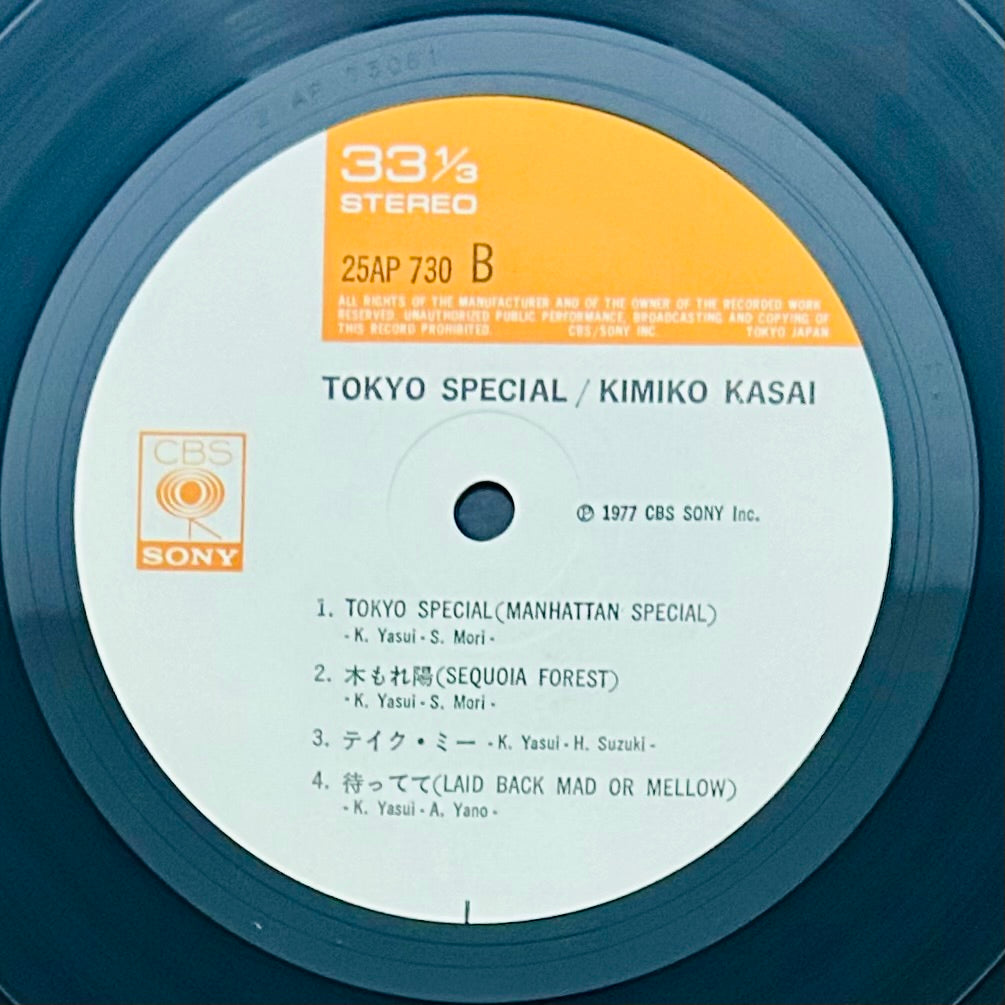 33 1/3
STEREO
25AP 730 B
ALL RIGHTS OF THE MANUFACTURER AND OF THE OWNER OF THE RECORDED WORK
RESERVED. UNAUTHORIZED PUBLIC PERFORMANCE, BROADCASTING AND COPYING OF
THIS RECORD PROHIBITED. CBS/SONY INC. TOKYO JAPAN
TOKYO SPECIAL / KIMIKO KASAI
CBS
SONY
℗ 1977 CBS SONY Inc.
1. TOKYO SPECIAL(MANHATTAN SPECIAL)
- K. Yasui - S. Mori -
2. 木もれ陽(SEQUOIA FOREST)
- K. Yasui - S. Mori -
3. テイク・ミー - K. Yasui - H. Suzuki -
4. 待ってて(LAID BACK MAD OR MELLOW)
- K. Yasui - A. Yano -